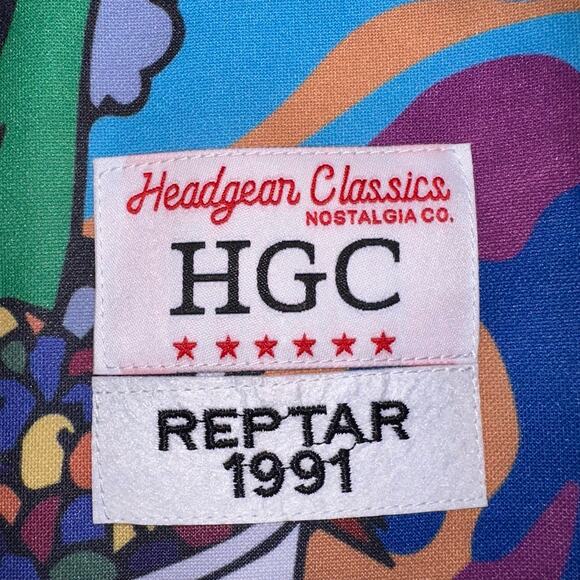 Headgear Classics
NOSTALGIA CO.
HGC
REPTAR
1991